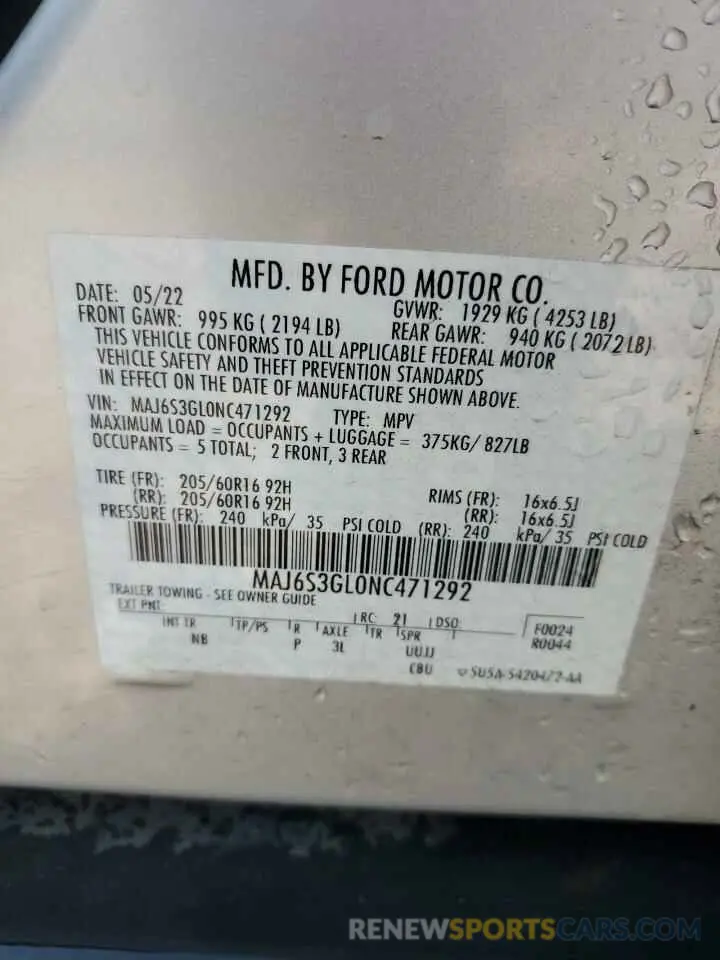 MFD. BY FORD MOTOR CO.
DATE: 05/22 GVWR: 1929 KG ( 4253 LB)
FRONT GAWR: 995 KG ( 2194 LB) REAR GAWR: 940 KG ( 2072 LB)
THIS VEHICLE CONFORMS TO ALL APPLICABLE FEDERAL MOTOR
VEHICLE SAFETY AND THEFT PREVENTION STANDARDS
IN EFFECT ON THE DATE OF MANUFACTURE SHOWN ABOVE.
VIN: MAJ6S3GL0NC471292 TYPE: MPV
MAXIMUM LOAD = OCCUPANTS + LUGGAGE = 375KG/ 827LB
OCCUPANTS = 5 TOTAL; 2 FRONT, 3 REAR
TIRE (FR): 205/60R16 92H RIMS (FR): 16x6.5J
(RR): 205/60R16 92H (RR): 16x6.5J
PRESSURE (FR): 240 kPa/ 35 PSI COLD (RR): 240 kPa/ 35 PSI COLD
MAJ6S3GL0NC471292
TRAILER TOWING - SEE OWNER GUIDE
EXT PNT: RC: 21 DSO: F0024
INT TR TP/PS R AXLE TR SPR R0044
NB P 3L UUJJ
CBU
RENEWSPORTSCARS.COM